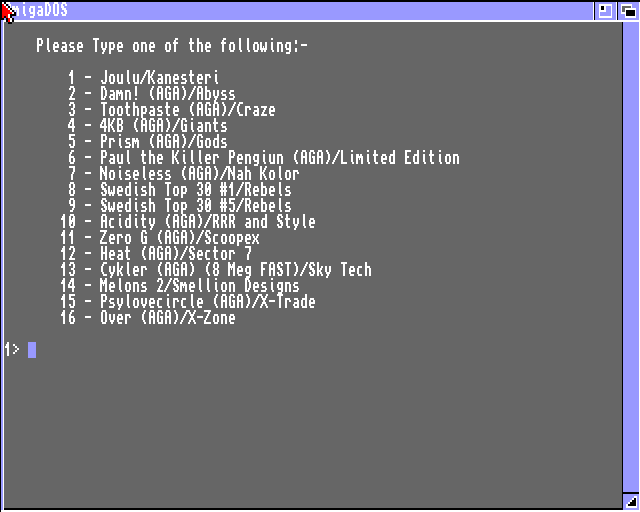 migaDOS
Please Type one of the following:-
1 - Joulu/Kanesteri
2 - Damn! (AGA)/Abyss
3 - Toothpaste (AGA)/Craze
4 - 4KB (AGA)/Giants
5 - Prism (AGA)/Gods
6 - Paul the Killer Pengiun (AGA)/Limited Edition
7 - Noiseless (AGA)/Nah Kolor
8 - Swedish Top 30 #1/Rebels
9 - Swedish Top 30 #5/Rebels
10 - Acidity (AGA)/RRR and Style
11 - Zero G (AGA)/Scoopex
12 - Heat (AGA)/Sector 7
13 - Cykler (AGA) (8 Meg FAST)/Sky Tech
14 - Melons 2/Smellion Designs
15 - Psylovecircle (AGA)/X-Trade
16 - Over (AGA)/X-Zone
1>